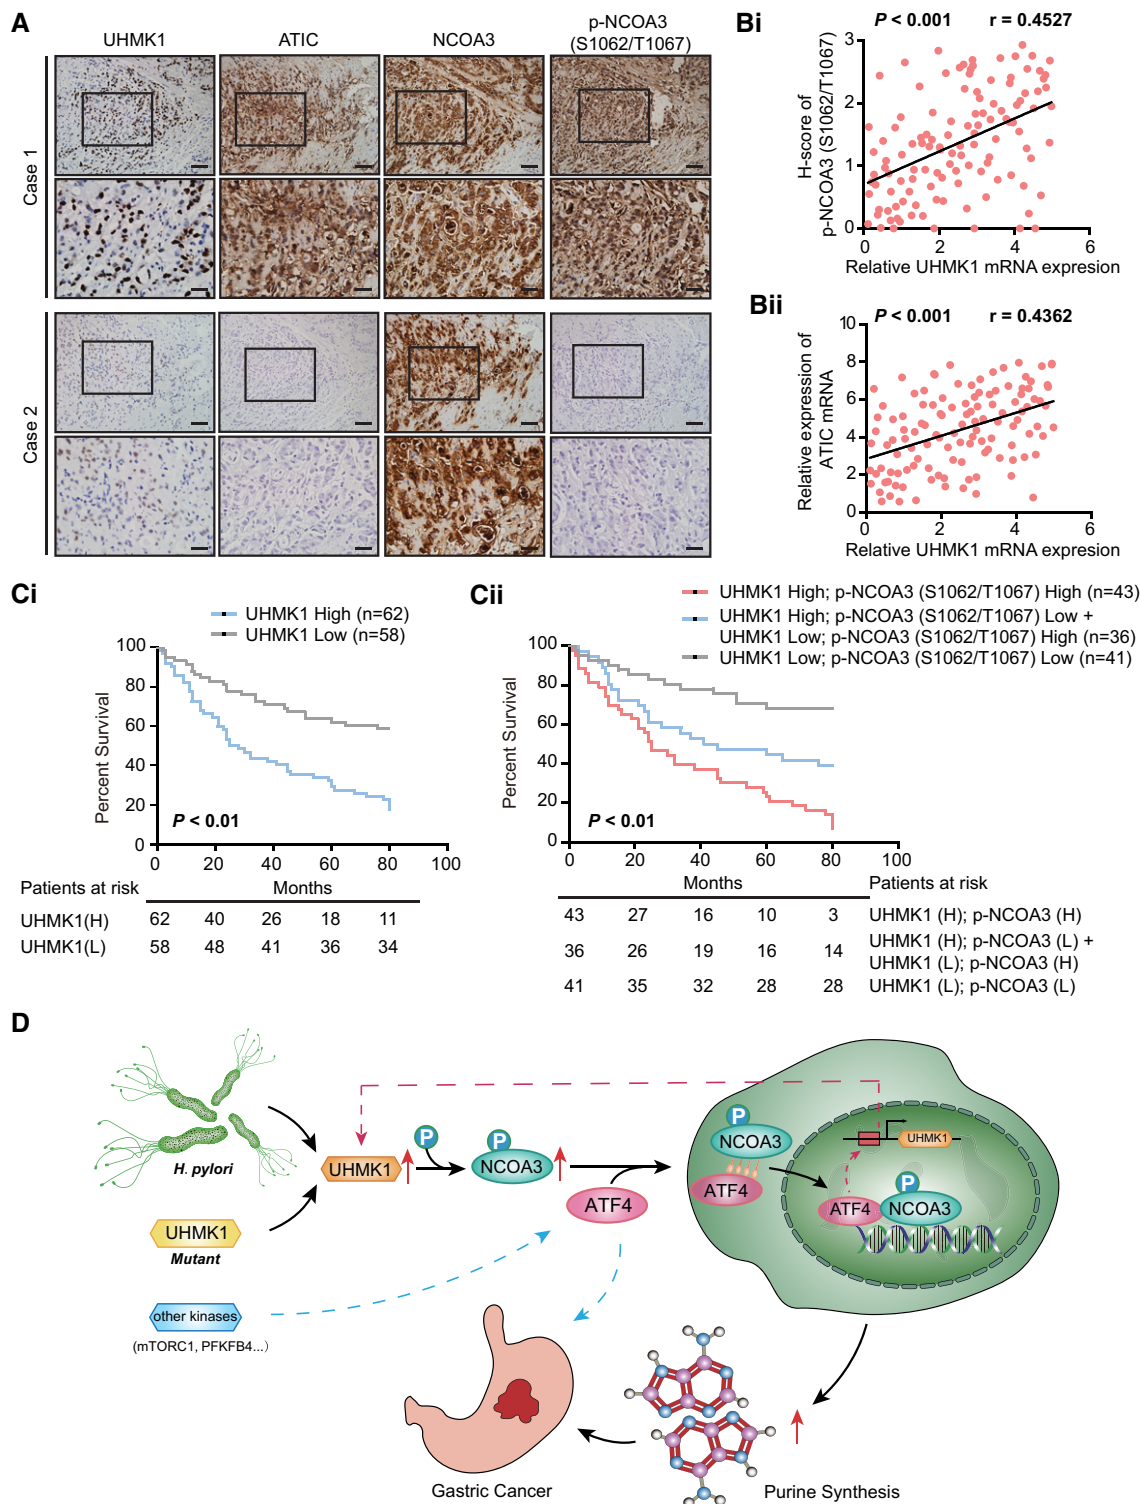 A
UHMK1
ATIC
NCOA3
p-NCOA3
(S1062/T1067)
Case 1
Case 2
Bi
P < 0.001 r = 0.4527
H-score of
p-NCOA3 (S1062/T1067)
3
2
1
0
0 2 4 6
Relative UHMK1 mRNA expresion
Bii
P < 0.001 r = 0.4362
Relative expression of
ATIC mRNA
10
8
6
4
2
0
0 2 4 6
Relative UHMK1 mRNA expresion
Ci
UHMK1 High (n=62)
UHMK1 Low (n=58)
Percent Survival
100
80
60
40
20
0
P < 0.01
0 20 40 60 80 100
Patients at risk Months
UHMK1(H) 62 40 26 18 11
UHMK1(L) 58 48 41 36 34
Cii
UHMK1 High; p-NCOA3 (S1062/T1067) High (n=43)
UHMK1 High; p-NCOA3 (S1062/T1067) Low +
UHMK1 Low; p-NCOA3 (S1062/T1067) High (n=36)
UHMK1 Low; p-NCOA3 (S1062/T1067) Low (n=41)
Percent Survival
100
80
60
40
20
0
P < 0.01
0 20 40 60 80 100
Months Patients at risk
43 27 16 10 3 UHMK1 (H); p-NCOA3 (H)
36 26 19 16 14 UHMK1 (H); p-NCOA3 (L) +
UHMK1 (L); p-NCOA3 (H)
41 35 32 28 28 UHMK1 (L); p-NCOA3 (L)
D
H. pylori
UHMK1
Mutant
other kinases
(mTORC1, PFKFB4...)
UHMK1
P
P
NCOA3
ATF4
P
NCOA3
ATF4
UHMK1
P
ATF4
NCOA3
Gastric Cancer
Purine Synthesis